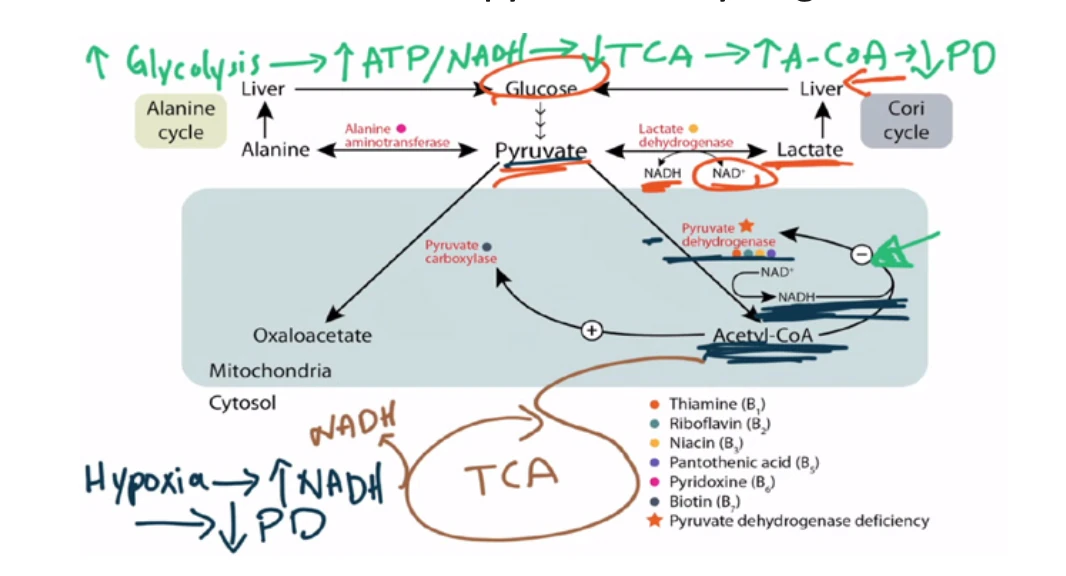 ↑ Glycolysis → ↑ ATP/NADH → ↓ TCA → ↑ A-CoA → ↓ PD
Liver Glucose Liver
Alanine
cycle
Cori
cycle
Alanine
aminotransferase
Lactate
dehydrogenase
Alanine Pyruvate Lactate
NADH NAD⁺
Pyruvate
dehydrogenase
Pyruvate
carboxylase
NAD⁺
NADH
−
+
Oxaloacetate Acetyl-CoA
Mitochondria
Cytosol
NADH
TCA
Hypoxia → ↑ NADH
→ ↓ PD
Thiamine (B₁)
Riboflavin (B₂)
Niacin (B₃)
Pantothenic acid (B₅)
Pyridoxine (B₆)
Biotin (B₇)
Pyruvate dehydrogenase deficiency